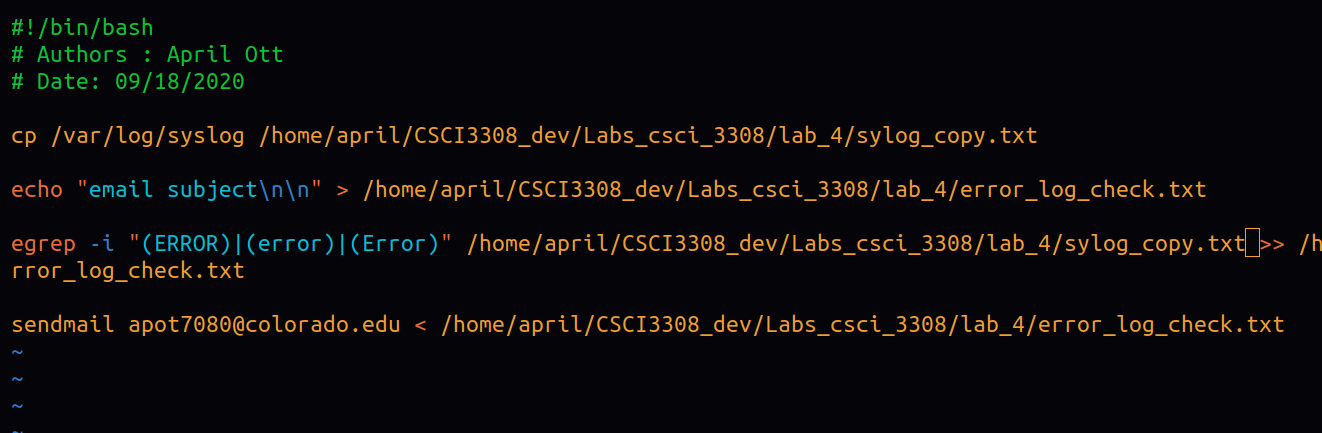 #!/bin/bash
# Authors : April Ott
# Date: 09/18/2020
cp /var/log/syslog /home/april/CSCI3308_dev/Labs_csci_3308/lab_4/sylog_copy.txt
echo "email subject\n\n" > /home/april/CSCI3308_dev/Labs_csci_3308/lab_4/error_log_check.txt
egrep -i "(ERROR)|(error)|(Error)" /home/april/CSCI3308_dev/Labs_csci_3308/lab_4/sylog_copy.txt >> /h
rror_log_check.txt
sendmail apot7080@colorado.edu < /home/april/CSCI3308_dev/Labs_csci_3308/lab_4/error_log_check.txt
~
~
~
~